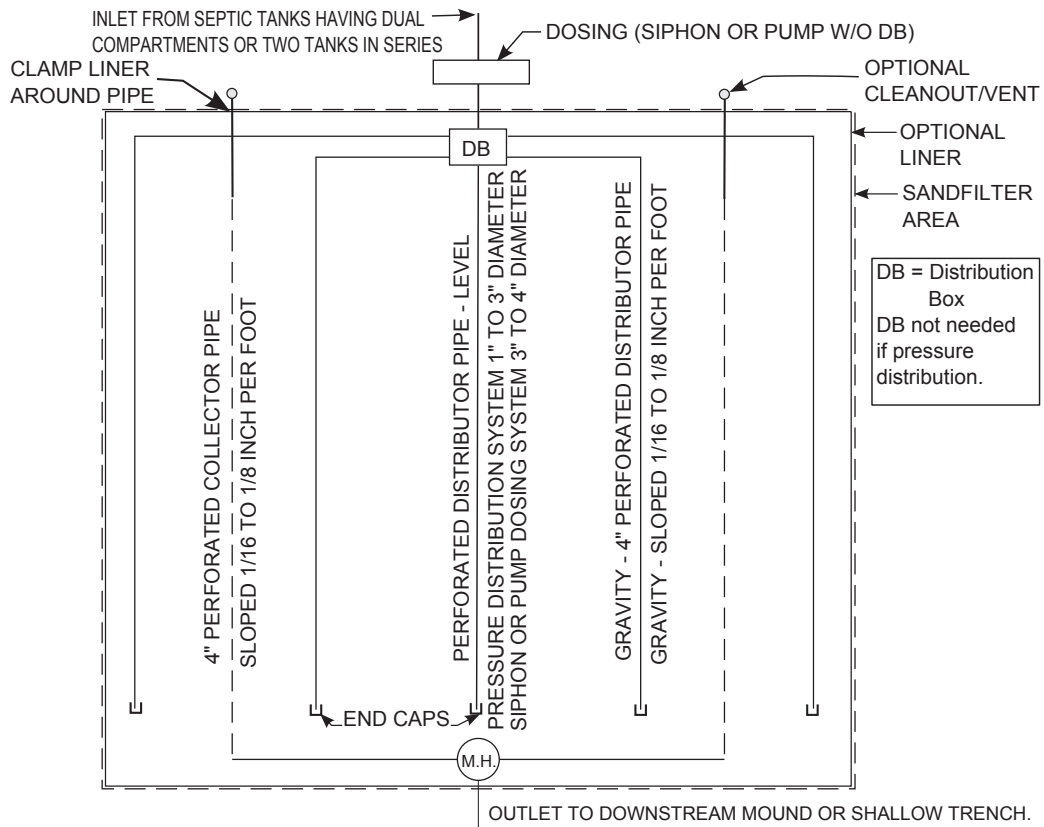 INLET FROM SEPTIC TANKS HAVING DUAL
COMPARTMENTS OR TWO TANKS IN SERIES
DOSING (SIPHON OR PUMP W/O DB)
CLAMP LINER
AROUND PIPE
OPTIONAL
CLEANOUT/VENT
OPTIONAL
LINER
SANDFILTER
AREA
DB
DB = Distribution
Box
DB not needed
if pressure
distribution.
4" PERFORATED COLLECTOR PIPE
SLOPED 1/16 TO 1/8 INCH PER FOOT
PERFORATED DISTRIBUTOR PIPE - LEVEL
PRESSURE DISTRIBUTION SYSTEM 1" TO 3" DIAMETER
SIPHON OR PUMP DOSING SYSTEM 3" TO 4" DIAMETER
GRAVITY - 4" PERFORATED DISTRIBUTOR PIPE
GRAVITY - SLOPED 1/16 TO 1/8 INCH PER FOOT
END CAPS
M.H.
OUTLET TO DOWNSTREAM MOUND OR SHALLOW TRENCH.